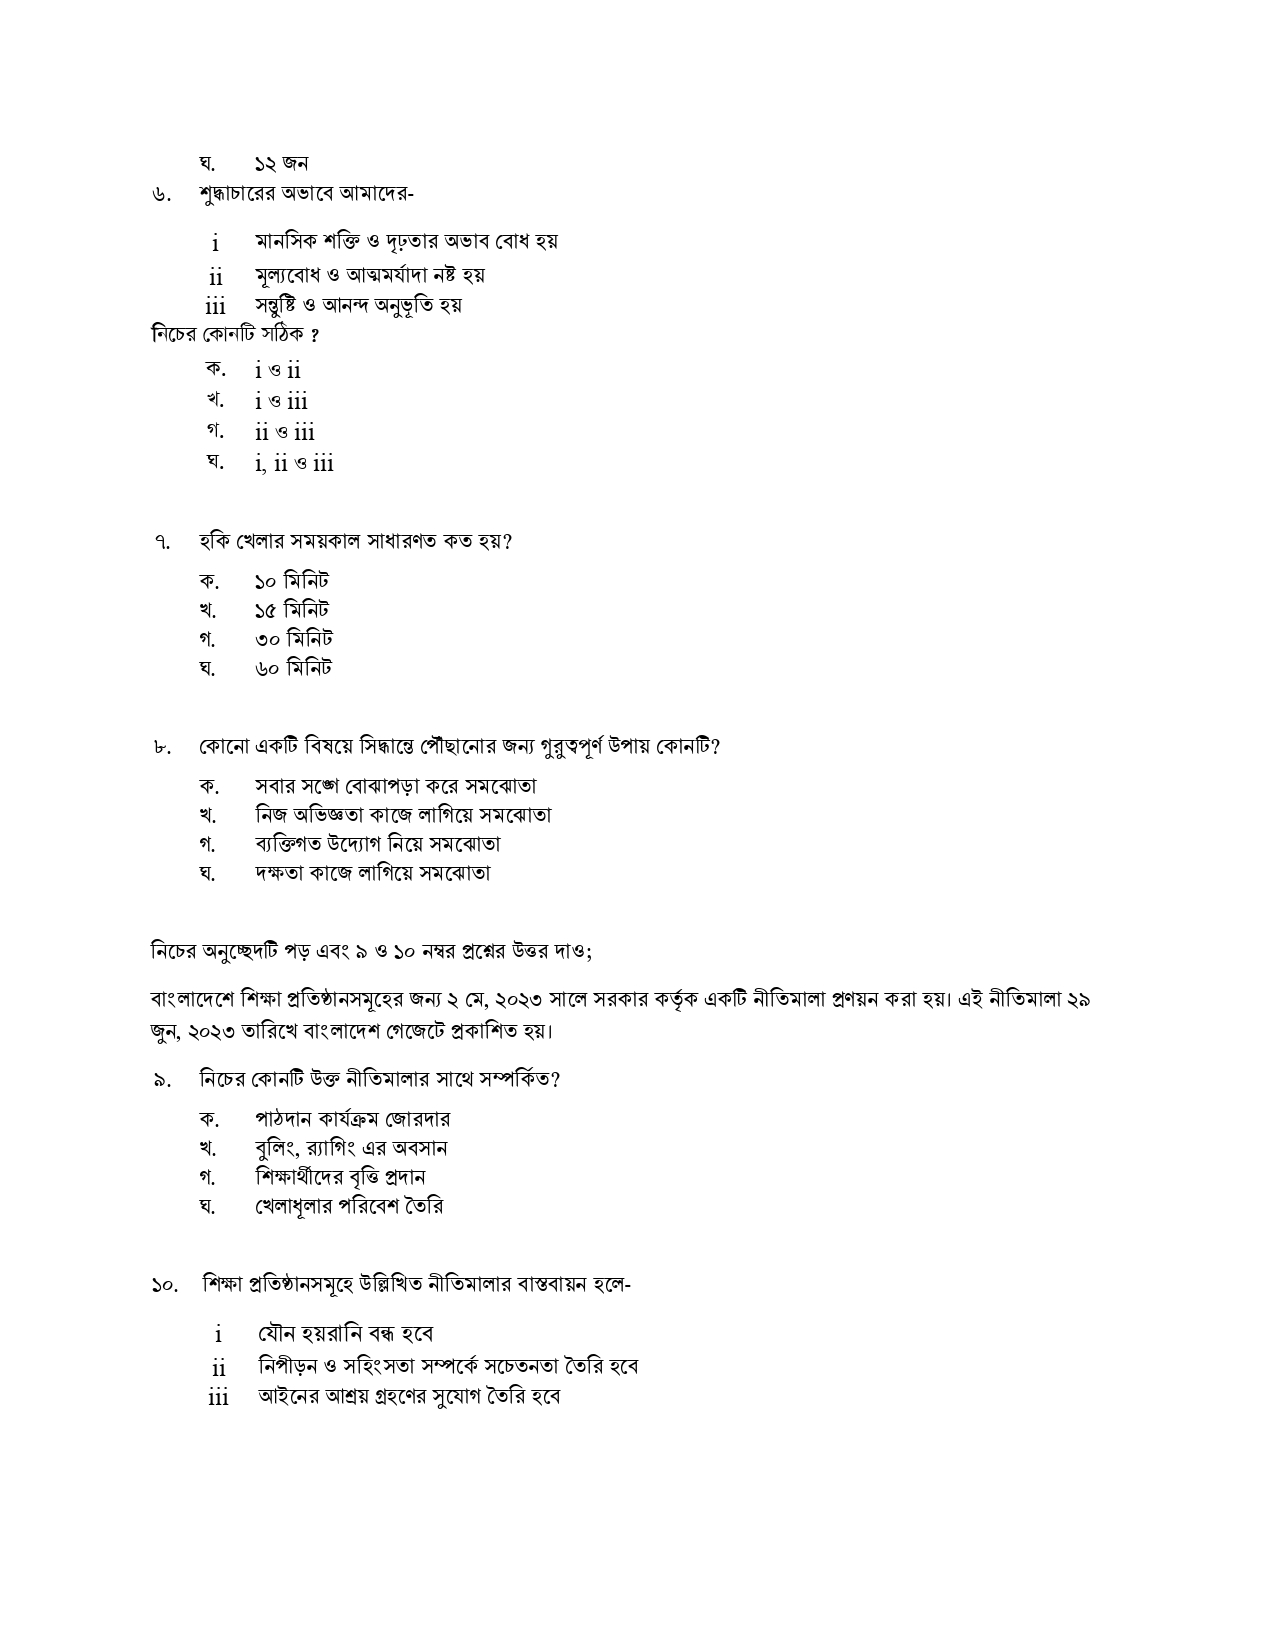 ঘ. ১২ জন
৬. শুদ্ধাচারের অভাবে আমাদের-
i মানসিক শক্তি ও দৃঢ়তার অভাব বোধ হয়
ii মূল্যবোধ ও আত্মমর্যাদা নষ্ট হয়
iii সন্তুষ্টি ও আনন্দ অনুভূতি হয়
নিচের কোনটি সঠিক ?
ক. i ও ii
খ. i ও iii
গ. ii ও iii
ঘ. i, ii ও iii
৭. হকি খেলার সময়কাল সাধারণত কত হয়?
ক. ১০ মিনিট
খ. ১৫ মিনিট
গ. ৩০ মিনিট
ঘ. ৬০ মিনিট
৮. কোনো একটি বিষয়ে সিদ্ধান্তে পৌঁছানোর জন্য গুরুত্বপূর্ণ উপায় কোনটি?
ক. সবার সঙ্গে বোঝাপড়া করে সমঝোতা
খ. নিজ অভিজ্ঞতা কাজে লাগিয়ে সমঝোতা
গ. ব্যক্তিগত উদ্যোগ নিয়ে সমঝোতা
ঘ. দক্ষতা কাজে লাগিয়ে সমঝোতা
নিচের অনুচ্ছেদটি পড় এবং ৯ ও ১০ নম্বর প্রশ্নের উত্তর দাও;
বাংলাদেশে শিক্ষা প্রতিষ্ঠানসমূহের জন্য ২ মে, ২০২৩ সালে সরকার কর্তৃক একটি নীতিমালা প্রণয়ন করা হয়। এই নীতিমালা ২৯
জুন, ২০২৩ তারিখে বাংলাদেশ গেজেটে প্রকাশিত হয়।
৯. নিচের কোনটি উক্ত নীতিমালার সাথে সম্পর্কিত?
ক. পাঠদান কার্যক্রম জোরদার
খ. বুলিং, র‍্যাগিং এর অবসান
গ. শিক্ষার্থীদের বৃত্তি প্রদান
ঘ. খেলাধূলার পরিবেশ তৈরি
১০. শিক্ষা প্রতিষ্ঠানসমূহে উল্লিখিত নীতিমালার বাস্তবায়ন হলে-
i যৌন হয়রানি বন্ধ হবে
ii নিপীড়ন ও সহিংসতা সম্পর্কে সচেতনতা তৈরি হবে
iii আইনের আশ্রয় গ্রহণের সুযোগ তৈরি হবে